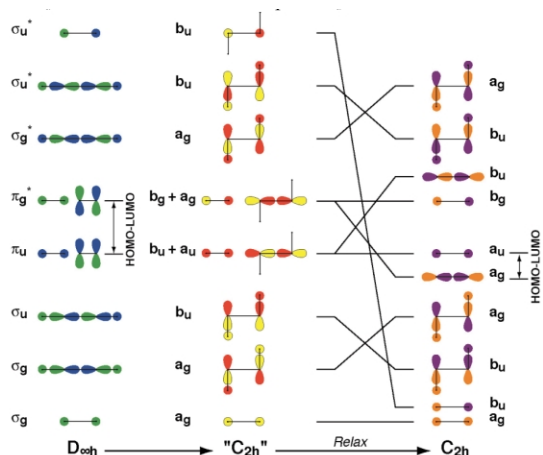 σu* bu
σu* bu ag
σg* ag bu
bu
πg* bg + ag bg
HOMO-LUMO
πu bu + au au
ag
HOMO-LUMO
σu bu ag
σg ag bu
bu
σg ag ag
D∞h "C2h" Relax C2h